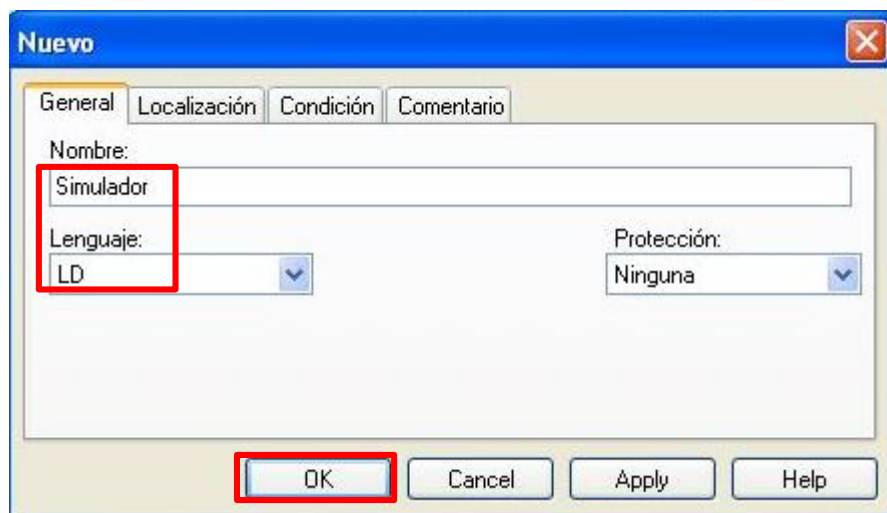 Nuevo
General Localización Condición Comentario
Nombre:
Simulador
Lenguaje: Protección:
LD Ninguna
OK Cancel Apply Help